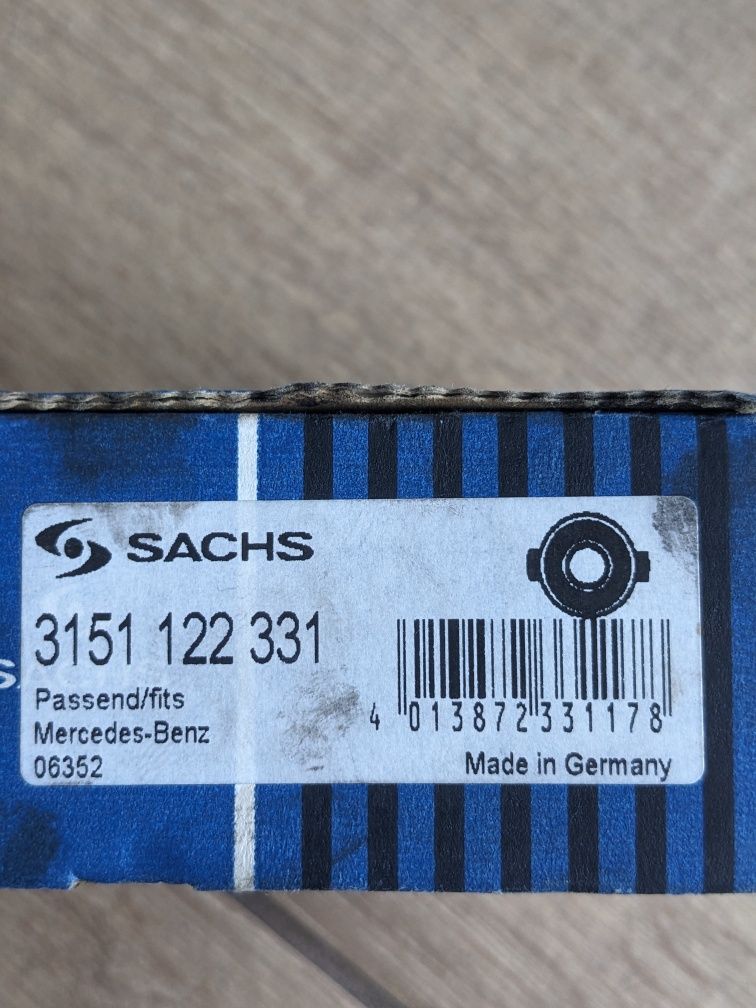 SACHS
3151 122 331
Passend/fits
Mercedes-Benz
06352
4 013872 331178
Made in Germany